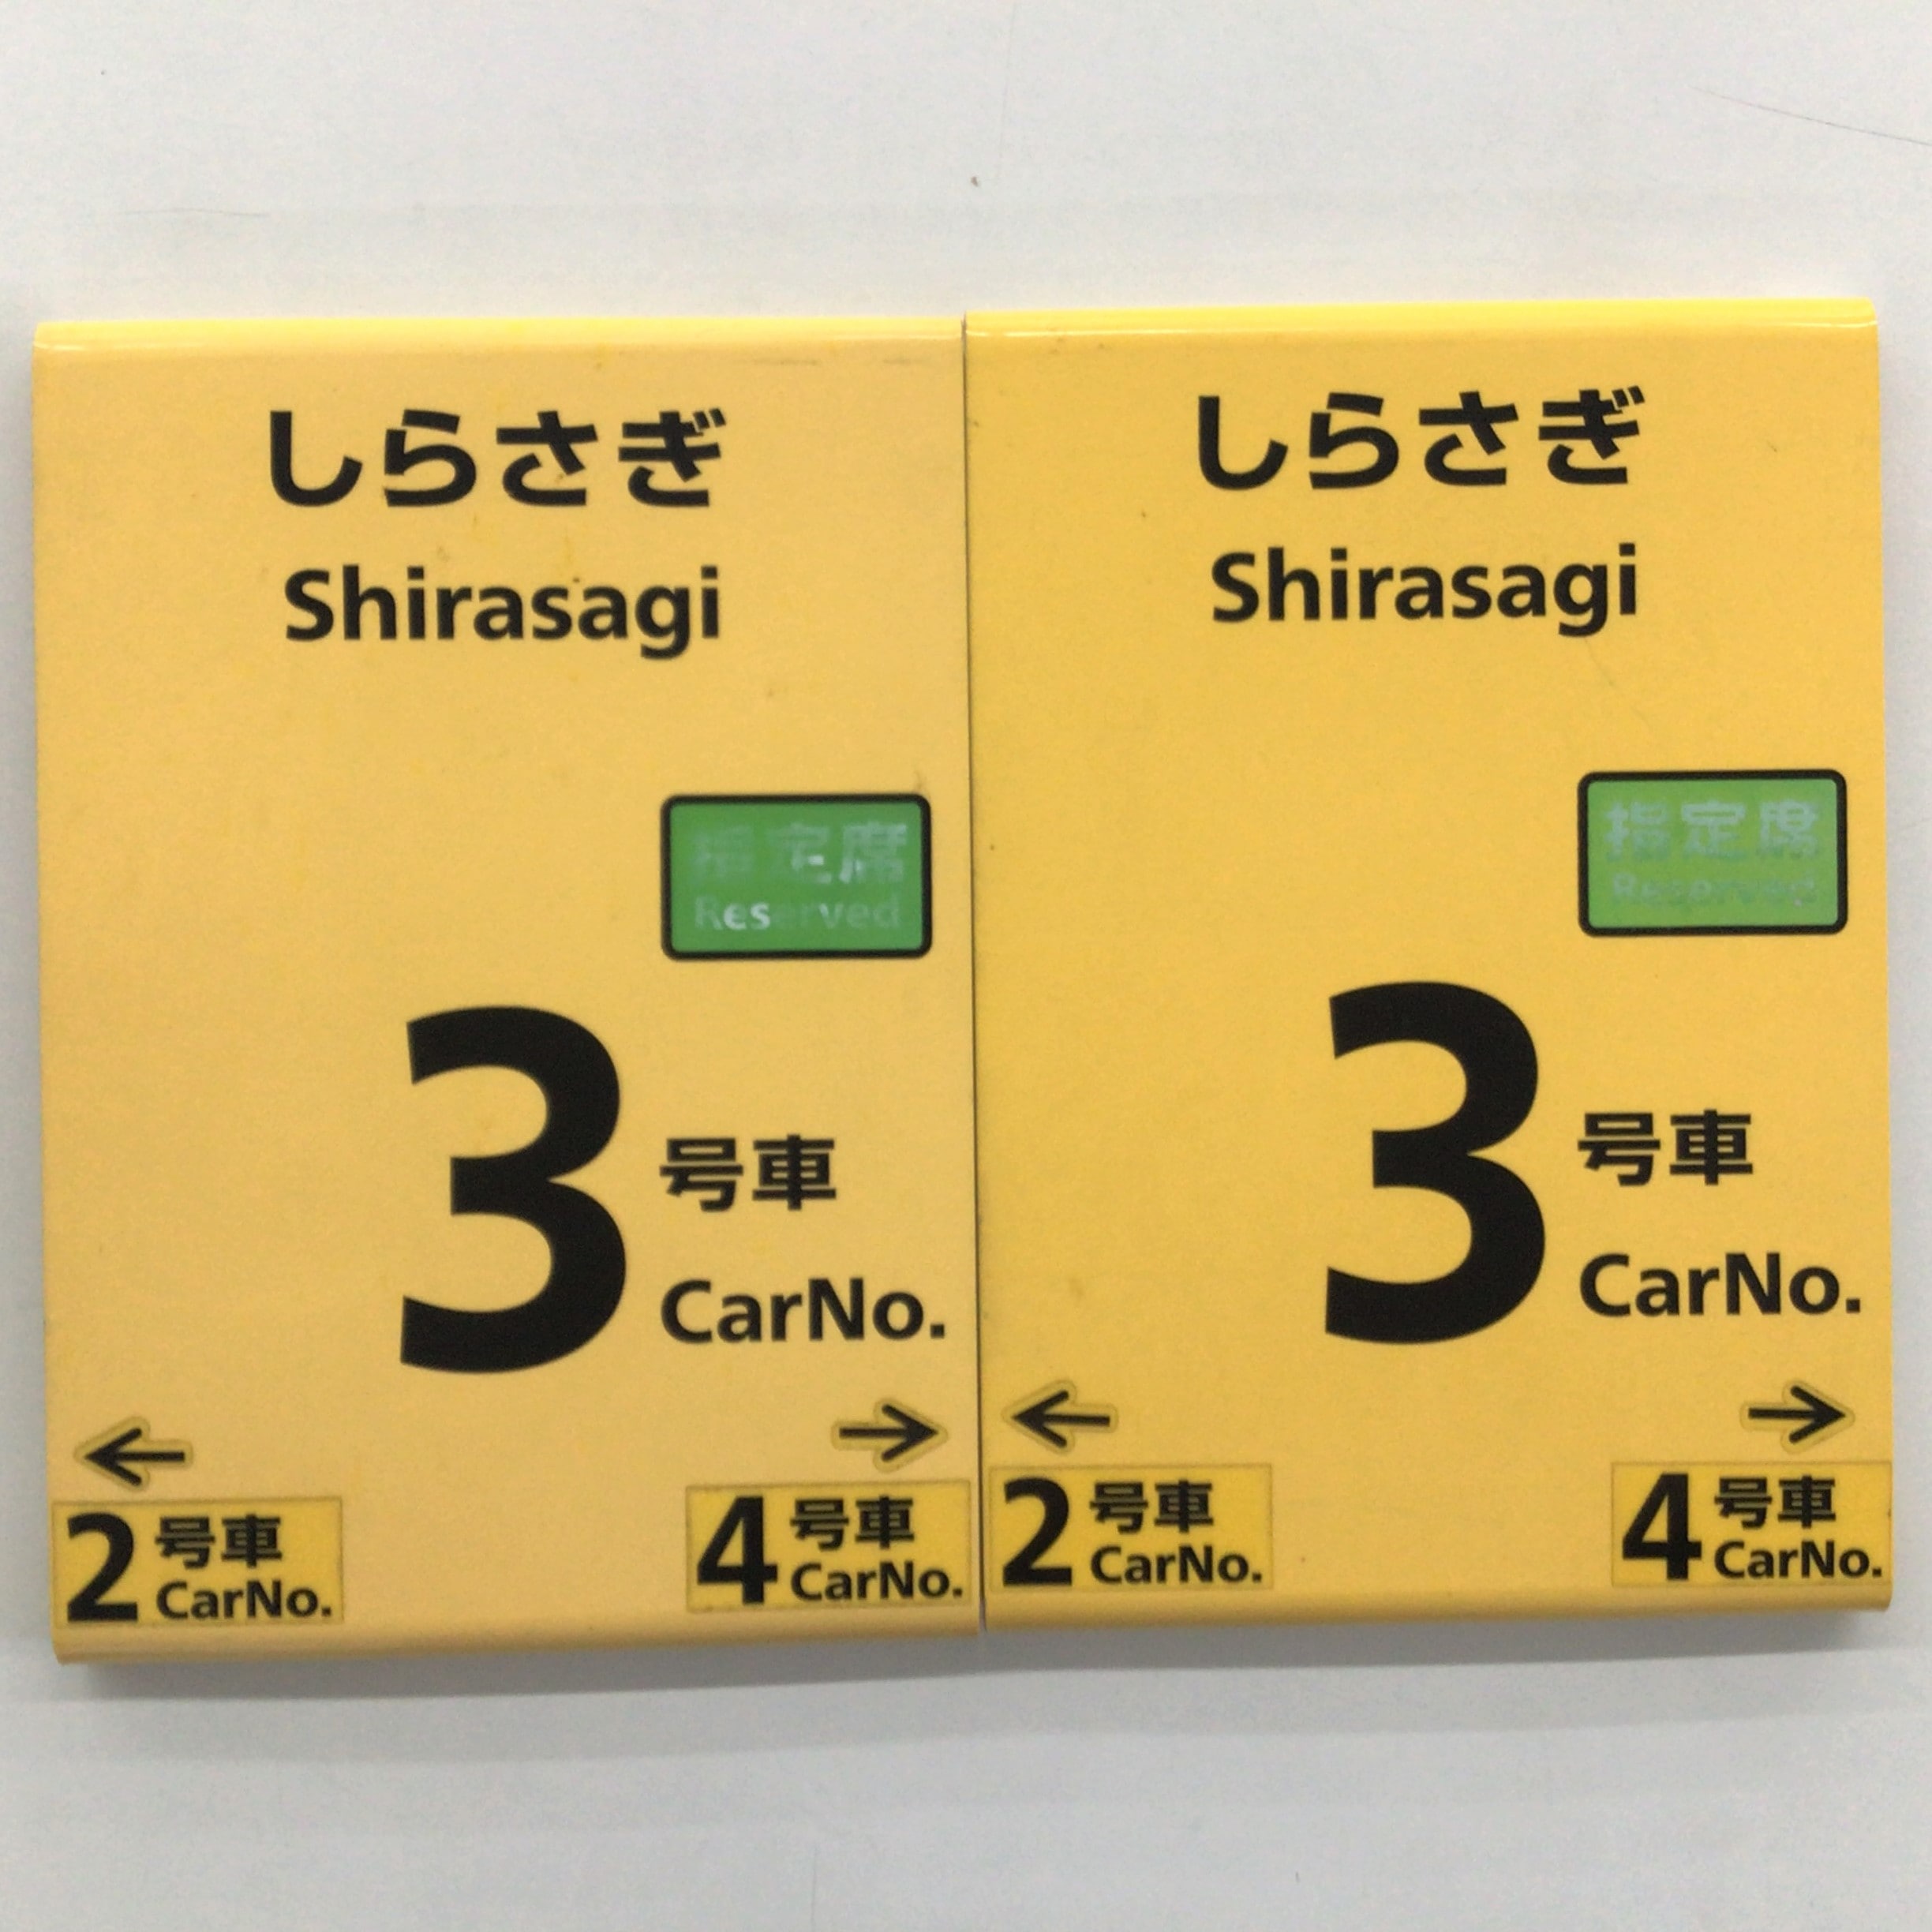 しらさぎ
Shirasagi
指定席
Reserved
3 号車
CarNo.
← →
2 号車
CarNo.
4 号車
CarNo.
しらさぎ
Shirasagi
指定席
Reserved
3 号車
CarNo.
← →
2 号車
CarNo.
4 号車
CarNo.